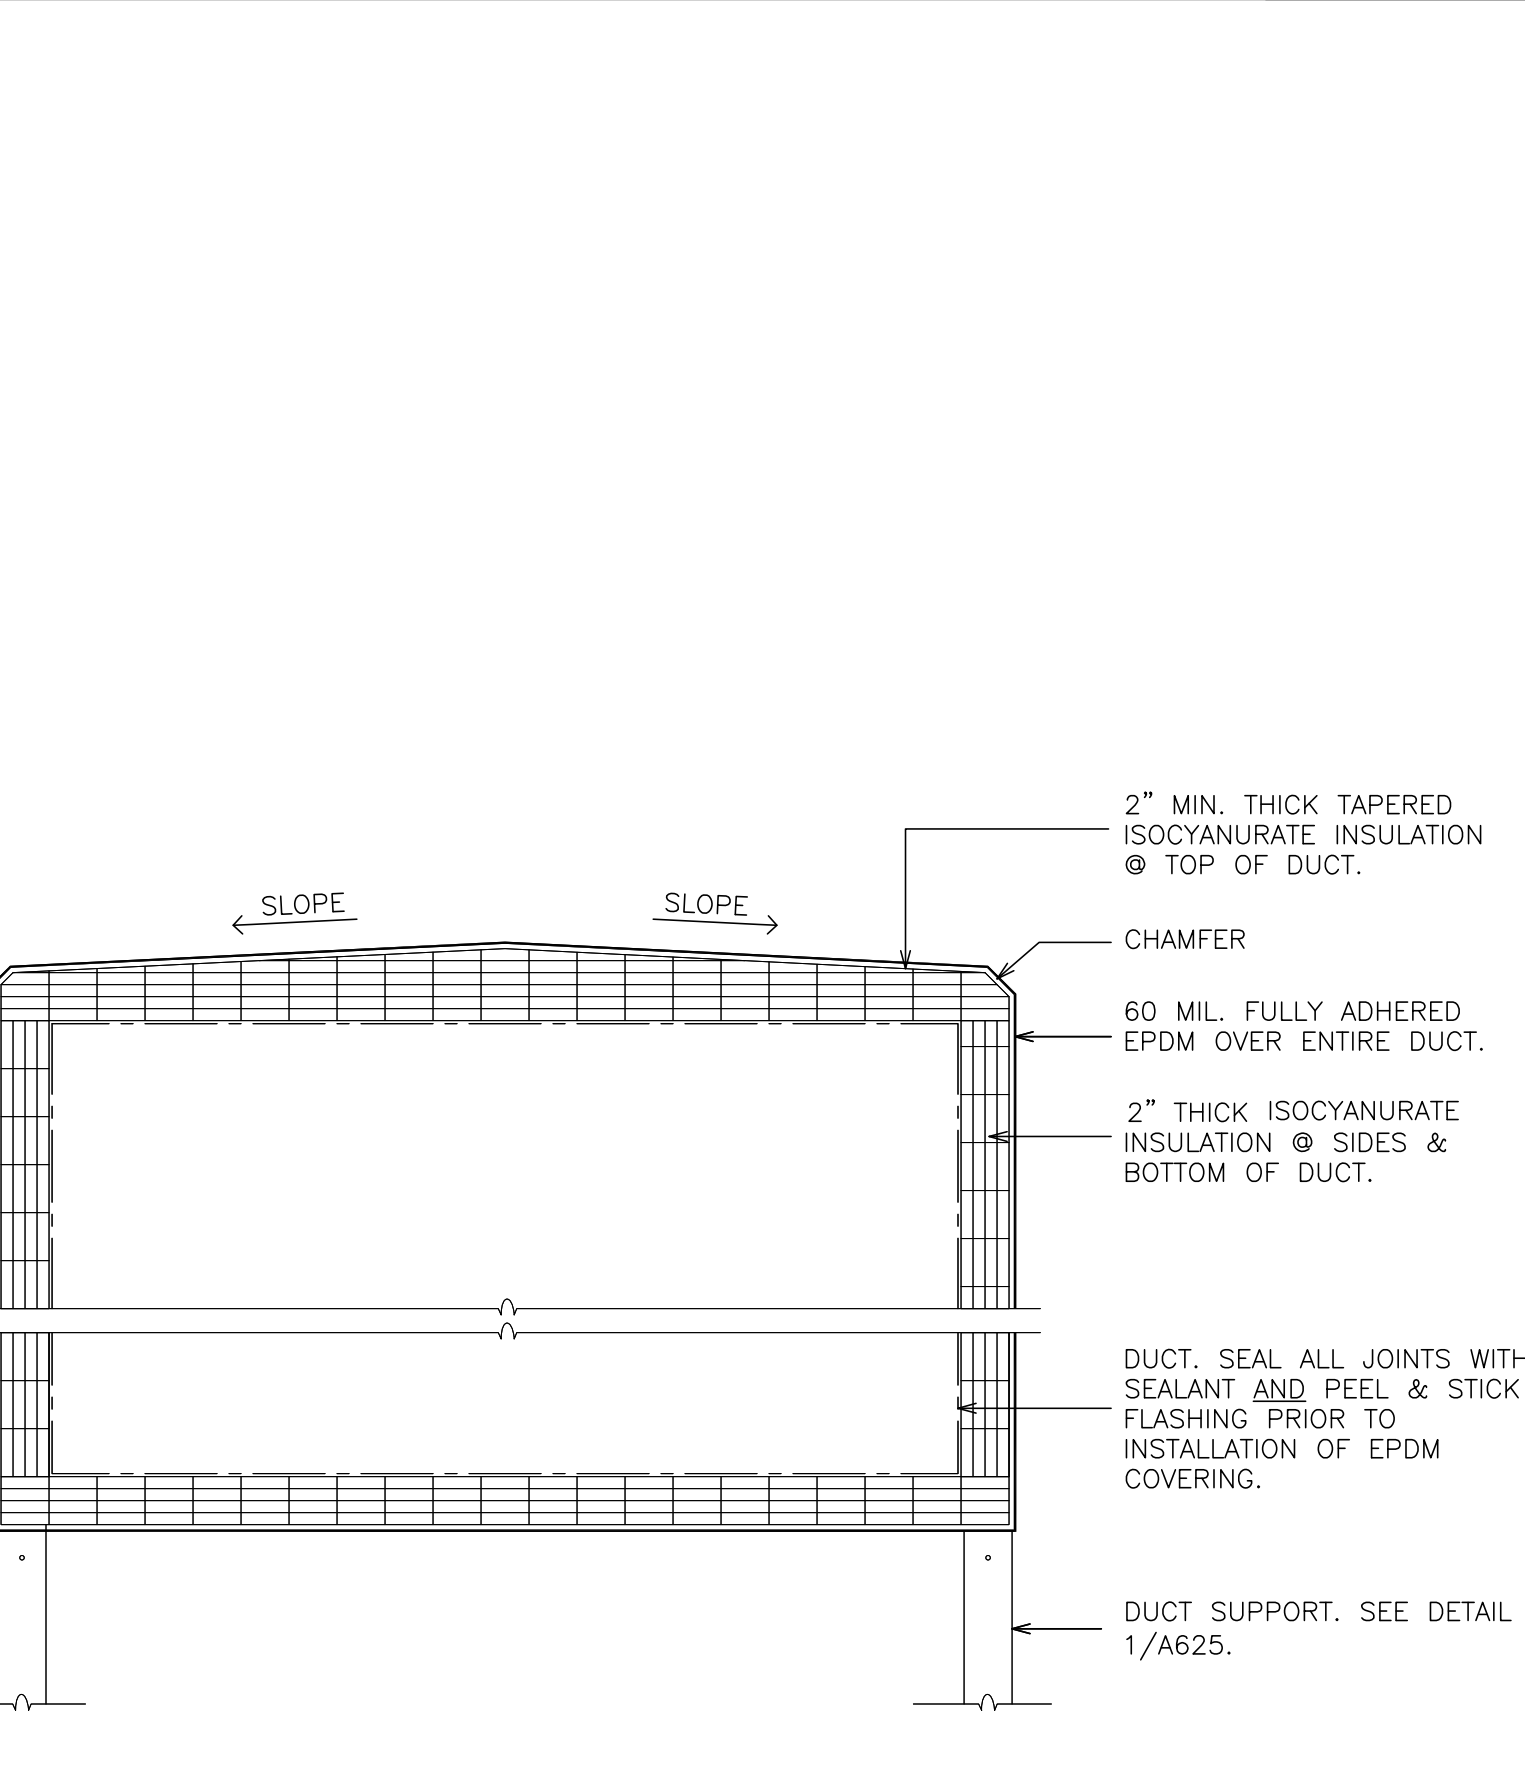 2” MIN. THICK TAPERED
ISOCYANURATE INSULATION
@ TOP OF DUCT.
SLOPE
SLOPE
CHAMFER
60 MIL. FULLY ADHERED
EPDM OVER ENTIRE DUCT.
2” THICK ISOCYANURATE
INSULATION @ SIDES &
BOTTOM OF DUCT.
DUCT. SEAL ALL JOINTS WITH
SEALANT AND PEEL & STICK
FLASHING PRIOR TO
INSTALLATION OF EPDM
COVERING.
DUCT SUPPORT. SEE DETAIL
1/A625.